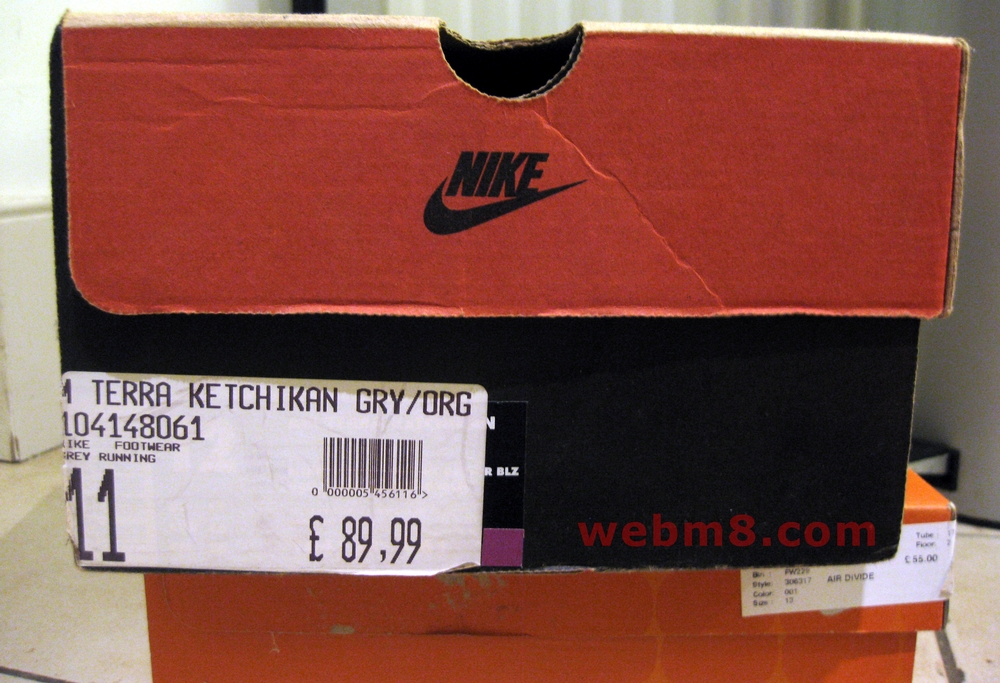 NIKE
M TERRA KETCHIKAN GRY/ORG
104148061
NIKE FOOTWEAR
GREY RUNNING
11
0 000005 456116 >
£ 89,99
N
R BLZ
webm8.com
Tube :
Floor:
£55.00
Bin : PW229
Style: 306317 AIR DIVIDE
Color: 001
Size : 12